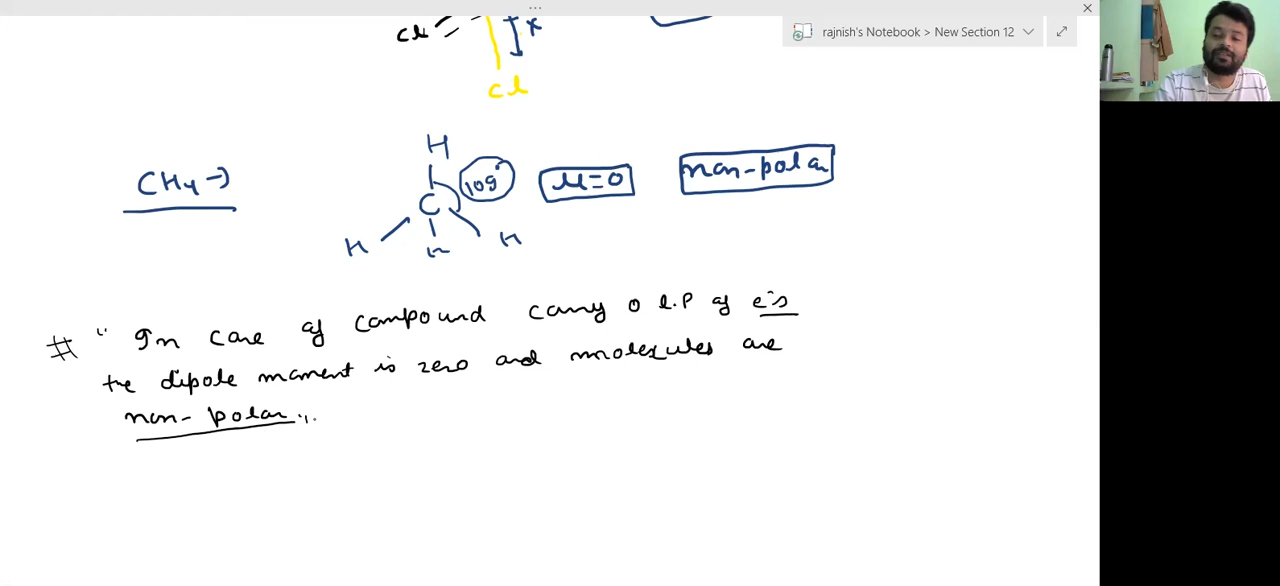 rajnish's Notebook > New Section 12
Cl x
Cl
H
CH4 → C 109° μ=0 non-polar
H H H
# " In case of compound carry 0 l.P of e⁻s
the dipole moment is zero and molecules are
non-polar "